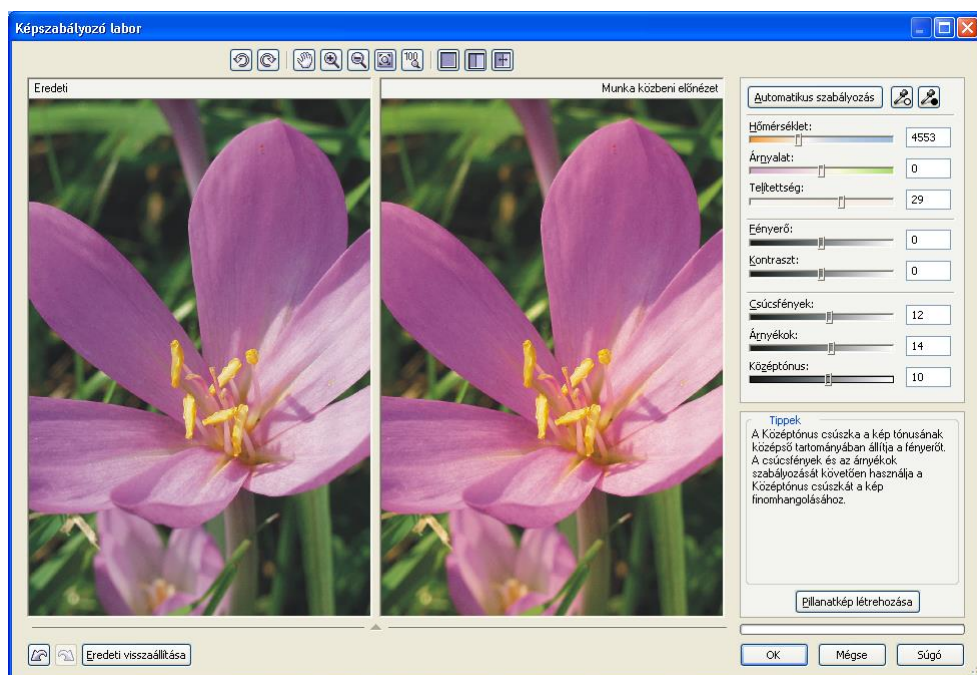 Képszabályozó labor
100
Eredeti
Munka közbeni előnézet
Automatikus szabályozás
Hőmérséklet:
4553
Árnyalat:
0
Telítettség:
29
Fényerő:
0
Kontraszt:
0
Csúcsfények:
12
Árnyékok:
14
Középtónus:
10
Tippek
A Középtónus csúszka a kép tónusának
középső tartományában állítja a fényerőt.
A csúcsfények és az árnyékok
szabályozását követően használja a
Középtónus csúszkát a kép
finomhangolásához.
Pillanatkép létrehozása
Eredeti visszaállítása
OK
Mégse
Súgó